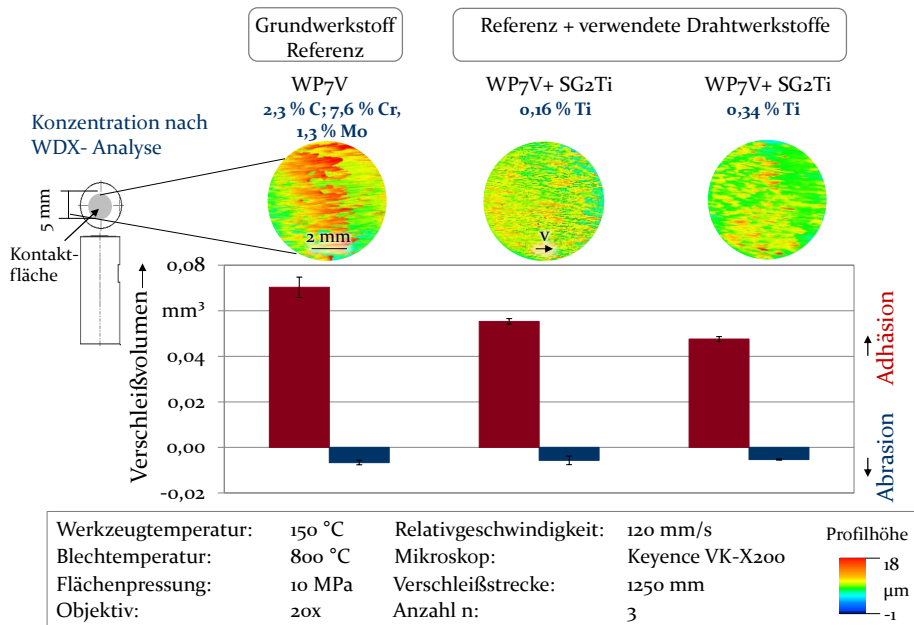 Grundwerkstoff
Referenz
Referenz + verwendete Drahtwerkstoffe
WP7V
2,3 % C; 7,6 % Cr,
1,3 % Mo
WP7V+ SG2Ti
0,16 % Ti
WP7V+ SG2Ti
0,34 % Ti
Konzentration nach
WDX- Analyse
5 mm
Kontakt-
fläche
2 mm
v
Verschleißvolumen
0,08
mm³
0,04
0,02
0,00
-0,02
Adhäsion
Abrasion
Werkzeugtemperatur: 150 °C Relativgeschwindigkeit: 120 mm/s
Blechtemperatur: 800 °C Mikroskop: Keyence VK-X200
Flächenpressung: 10 MPa Verschleißstrecke: 1250 mm
Objektiv: 20x Anzahl n: 3
Profilhöhe
18
µm
-1